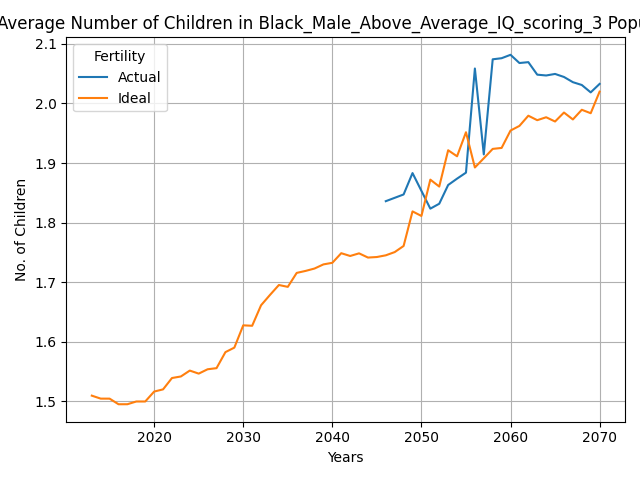 Average Number of Children in Black_Male_Above_Average_IQ_scoring_3 Popu
Fertility
Actual
Ideal
2.1
2.0
1.9
1.8
1.7
1.6
1.5
No. of Children
2020 2030 2040 2050 2060 2070
Years